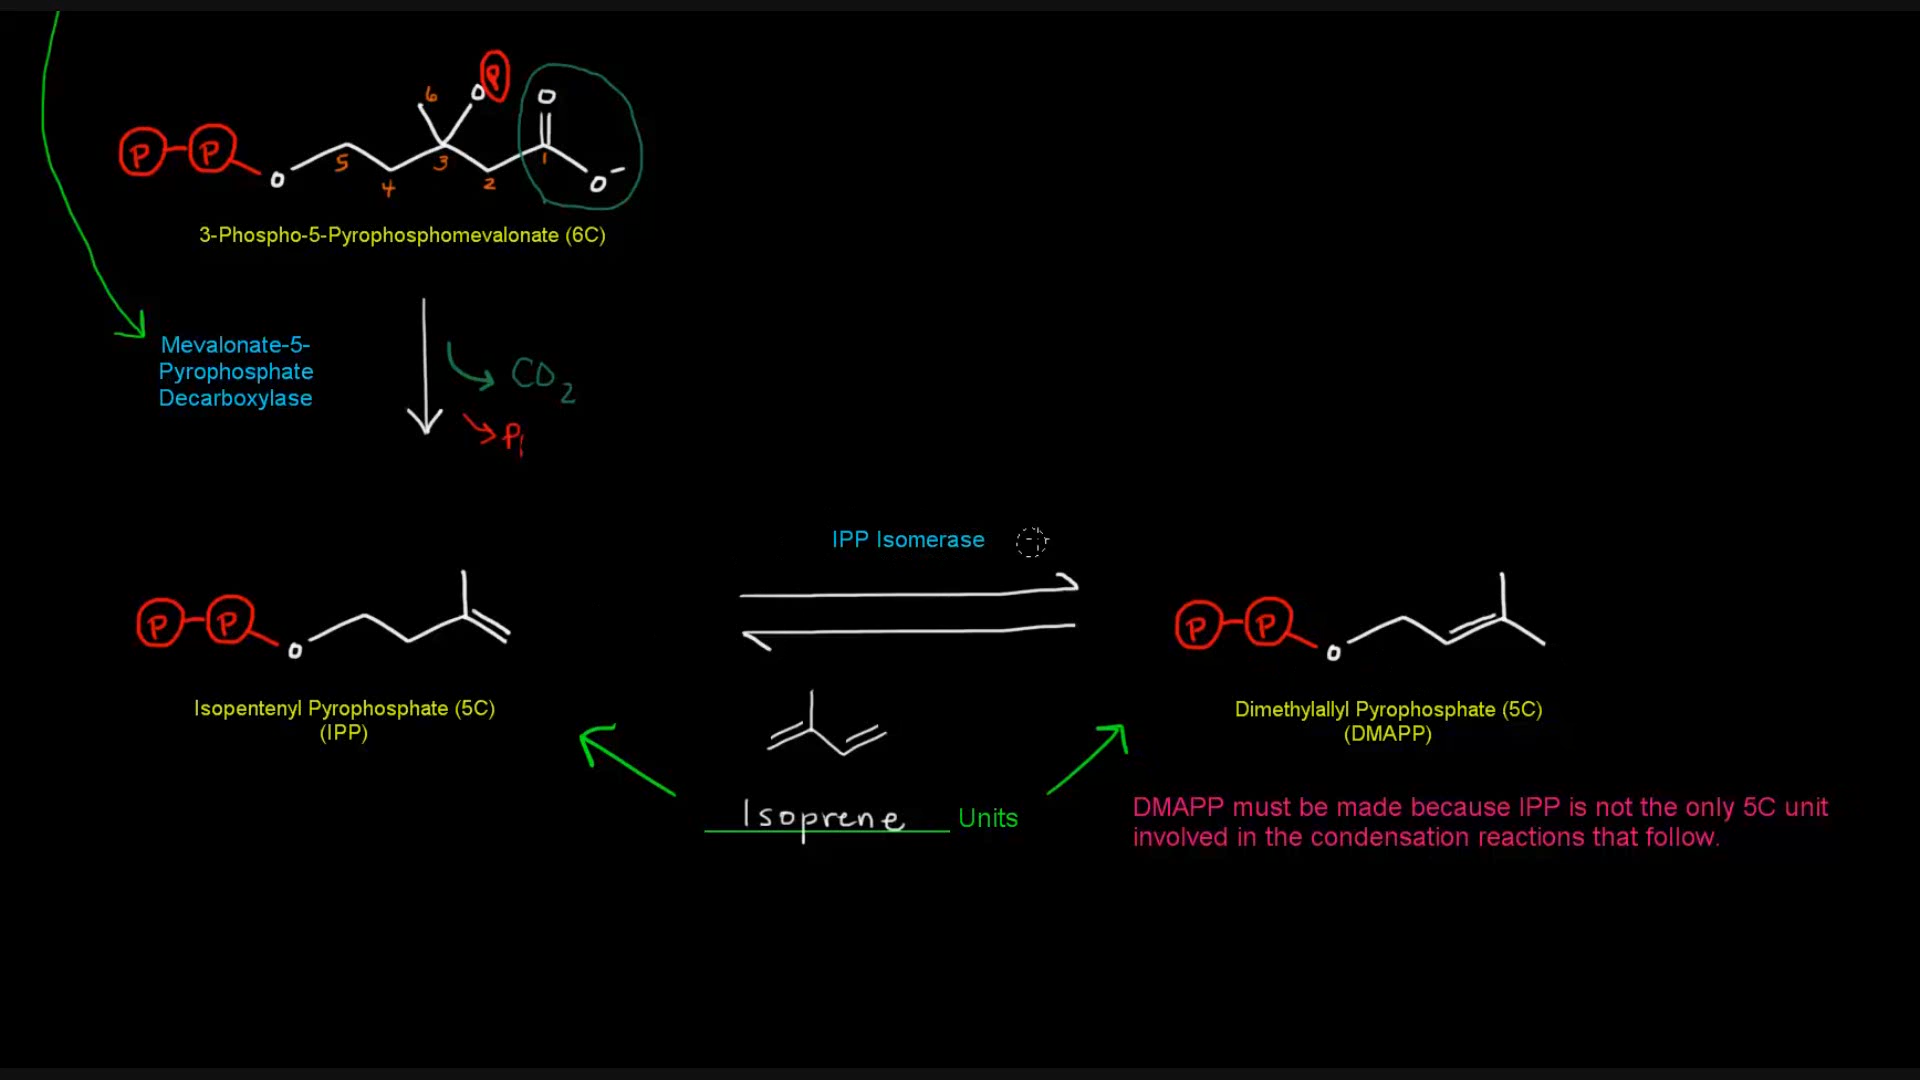 P
O
6
O
P P
5
3
1
O
4
2
O-
3-Phospho-5-Pyrophosphomevalonate (6C)
Mevalonate-5-
Pyrophosphate
Decarboxylase
CO2
Pi
IPP Isomerase
P P
O
P P
O
Isopentenyl Pyrophosphate (5C)
(IPP)
Dimethylallyl Pyrophosphate (5C)
(DMAPP)
Isoprene Units
DMAPP must be made because IPP is not the only 5C unit
involved in the condensation reactions that follow.